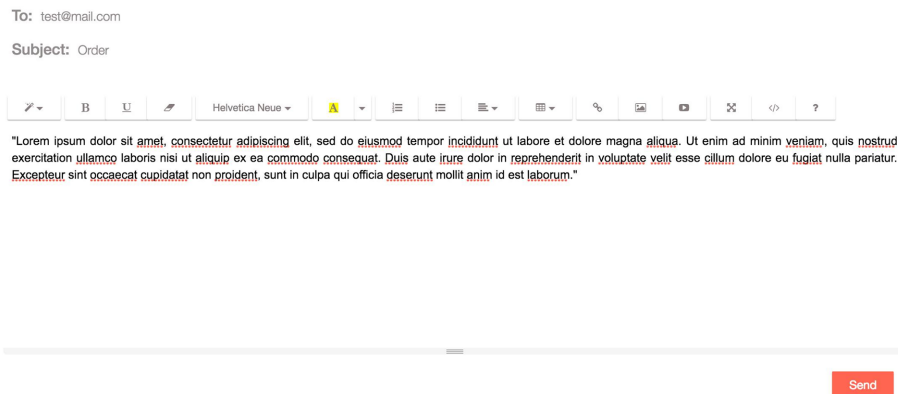 To: test@mail.com
Subject: Order
B U Helvetica Neue A </> ?
"Lorem ipsum dolor sit amet, consectetur adipiscing elit, sed do eiusmod tempor incididunt ut labore et dolore magna aliqua. Ut enim ad minim veniam, quis nostrud
exercitation ullamco laboris nisi ut aliquip ex ea commodo consequat. Duis aute irure dolor in reprehenderit in voluptate velit esse cillum dolore eu fugiat nulla pariatur.
Excepteur sint occaecat cupidatat non proident, sunt in culpa qui officia deserunt mollit anim id est laborum."
Send